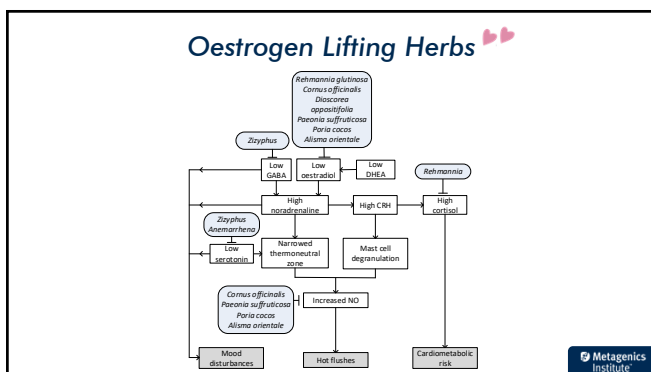 Oestrogen Lifting Herbs
Rehmannia glutinosa
Cornus officinalis
Dioscorea
oppositifolia
Paeonia suffruticosa
Poria cocos
Alisma orientale
Zizyphus
Low
GABA
Low
oestradiol
Low
DHEA
Rehmannia
High
noradrenaline
High CRH
High
cortisol
Zizyphus
Anemarrhena
Low
serotonin
Narrowed
thermoneutral
zone
Mast cell
degranulation
Cornus officinalis
Paeonia suffruticosa
Poria cocos
Alisma orientale
Increased NO
Mood
disturbances
Hot flushes
Cardiometabolic
risk
Metagenics
Institute